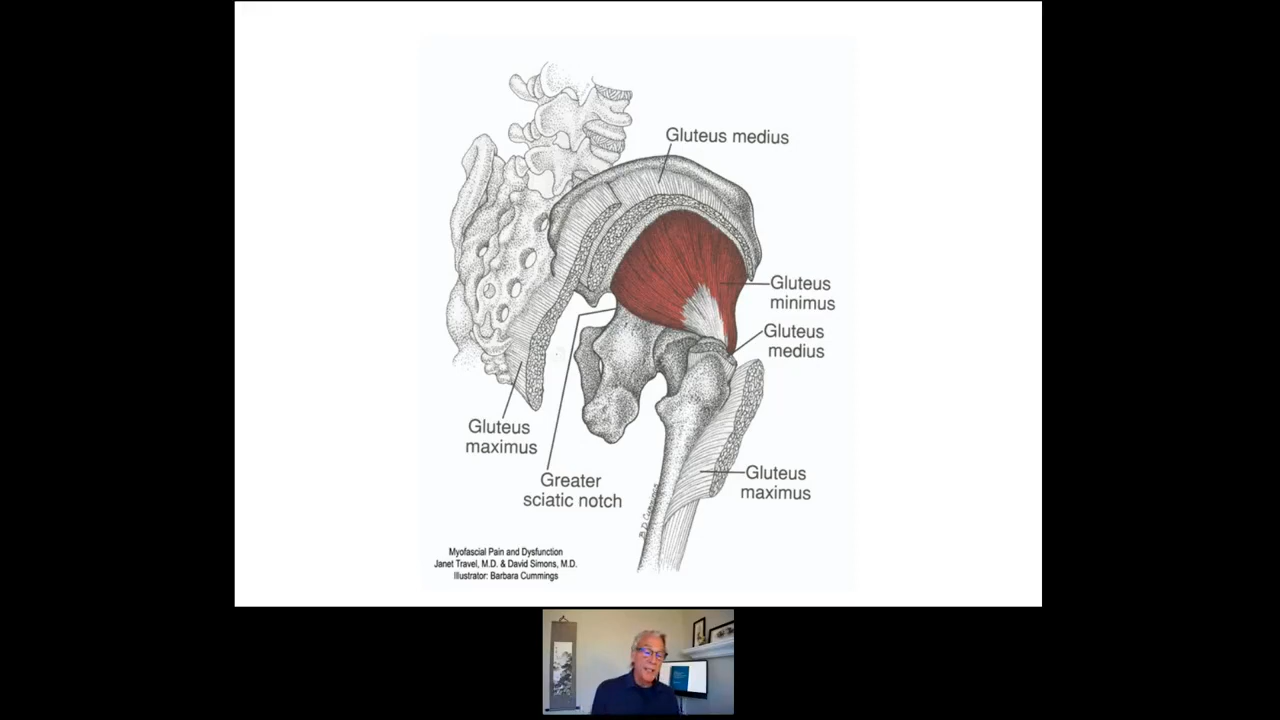 Gluteus medius
Gluteus
minimus
Gluteus
medius
Gluteus
maximus
Greater
sciatic notch
Gluteus
maximus
B.D. Cummings
Myofascial Pain and Dysfunction
Janet Travel, M.D. & David Simons, M.D.
Illustrator: Barbara Cummings